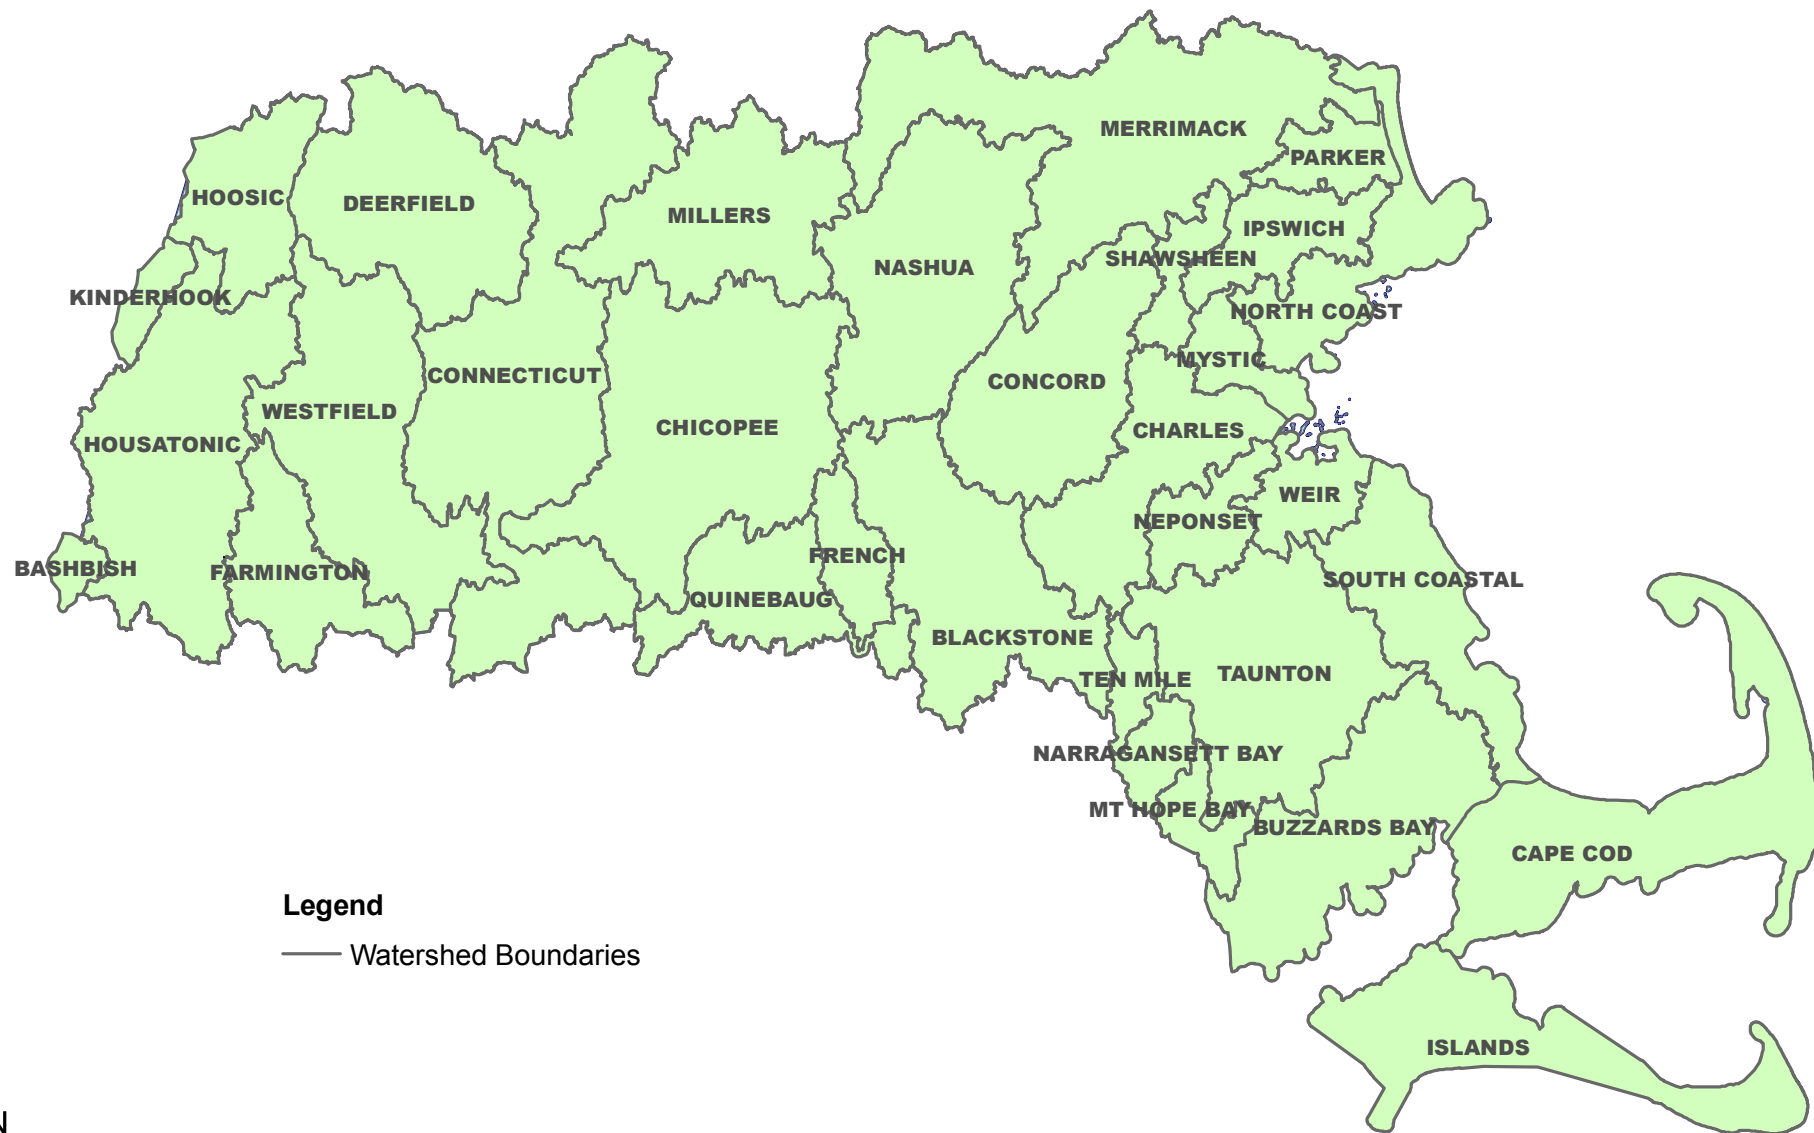 MERRIMACK
PARKER
HOOSIC
DEERFIELD
MILLERS
IPSWICH
SHAWSHEEN
NASHUA
KINDERHOOK
NORTH COAST
MYSTIC
CONNECTICUT
CONCORD
WESTFIELD
CHICOPEE
CHARLES
HOUSATONIC
WEIR
NEPONSET
FRENCH
BASHBISH
FARMINGTON
SOUTH COASTAL
QUINEBAUG
BLACKSTONE
TEN MILE
TAUNTON
NARRAGANSETT BAY
MT HOPE BAY
BUZZARDS BAY
CAPE COD
Legend
Watershed Boundaries
ISLANDS
N